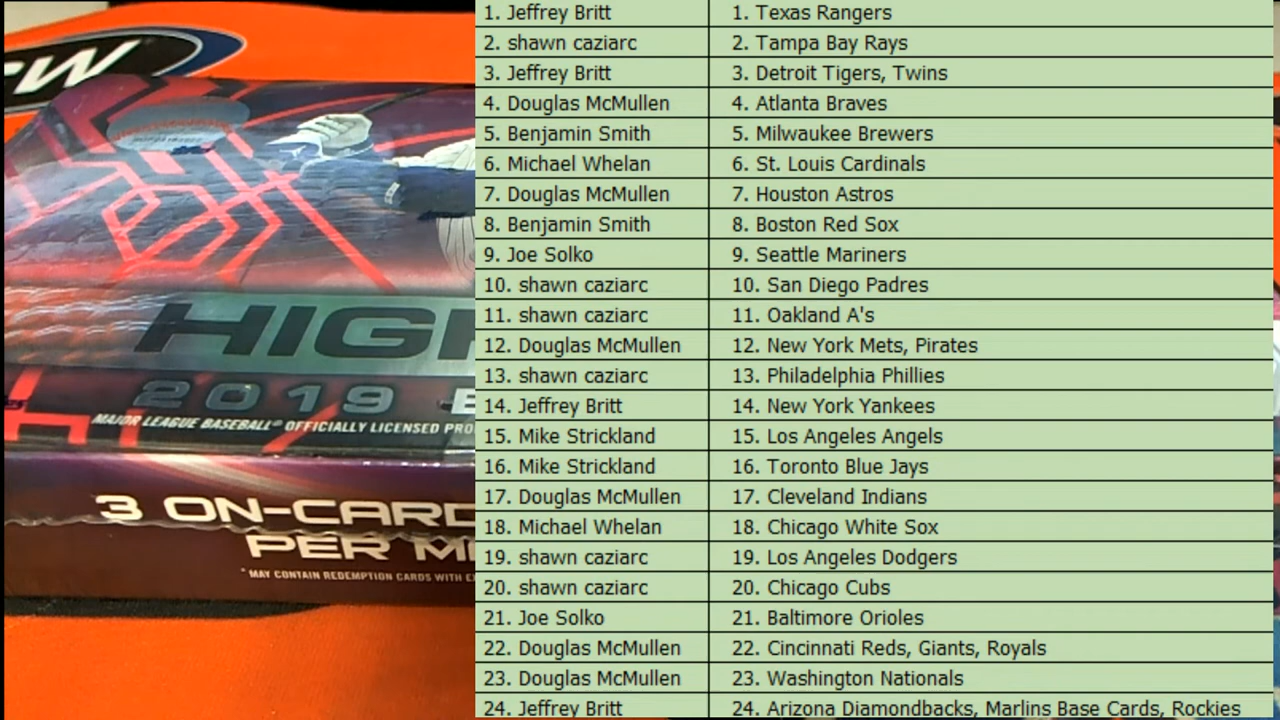 CW
HIGH
2019
MAJOR LEAGUE BASEBALL® OFFICIALLY LICENSED
3 ON-CARD
PER
* MAY CONTAIN REDEMPTION CARDS WITH
1. Jeffrey Britt 1. Texas Rangers
2. shawn caziarc 2. Tampa Bay Rays
3. Jeffrey Britt 3. Detroit Tigers, Twins
4. Douglas McMullen 4. Atlanta Braves
5. Benjamin Smith 5. Milwaukee Brewers
6. Michael Whelan 6. St. Louis Cardinals
7. Douglas McMullen 7. Houston Astros
8. Benjamin Smith 8. Boston Red Sox
9. Joe Solko 9. Seattle Mariners
10. shawn caziarc 10. San Diego Padres
11. shawn caziarc 11. Oakland A's
12. Douglas McMullen 12. New York Mets, Pirates
13. shawn caziarc 13. Philadelphia Phillies
14. Jeffrey Britt 14. New York Yankees
15. Mike Strickland 15. Los Angeles Angels
16. Mike Strickland 16. Toronto Blue Jays
17. Douglas McMullen 17. Cleveland Indians
18. Michael Whelan 18. Chicago White Sox
19. shawn caziarc 19. Los Angeles Dodgers
20. shawn caziarc 20. Chicago Cubs
21. Joe Solko 21. Baltimore Orioles
22. Douglas McMullen 22. Cincinnati Reds, Giants, Royals
23. Douglas McMullen 23. Washington Nationals
24. Jeffrey Britt 24. Arizona Diamondbacks, Marlins Base Cards, Rockies